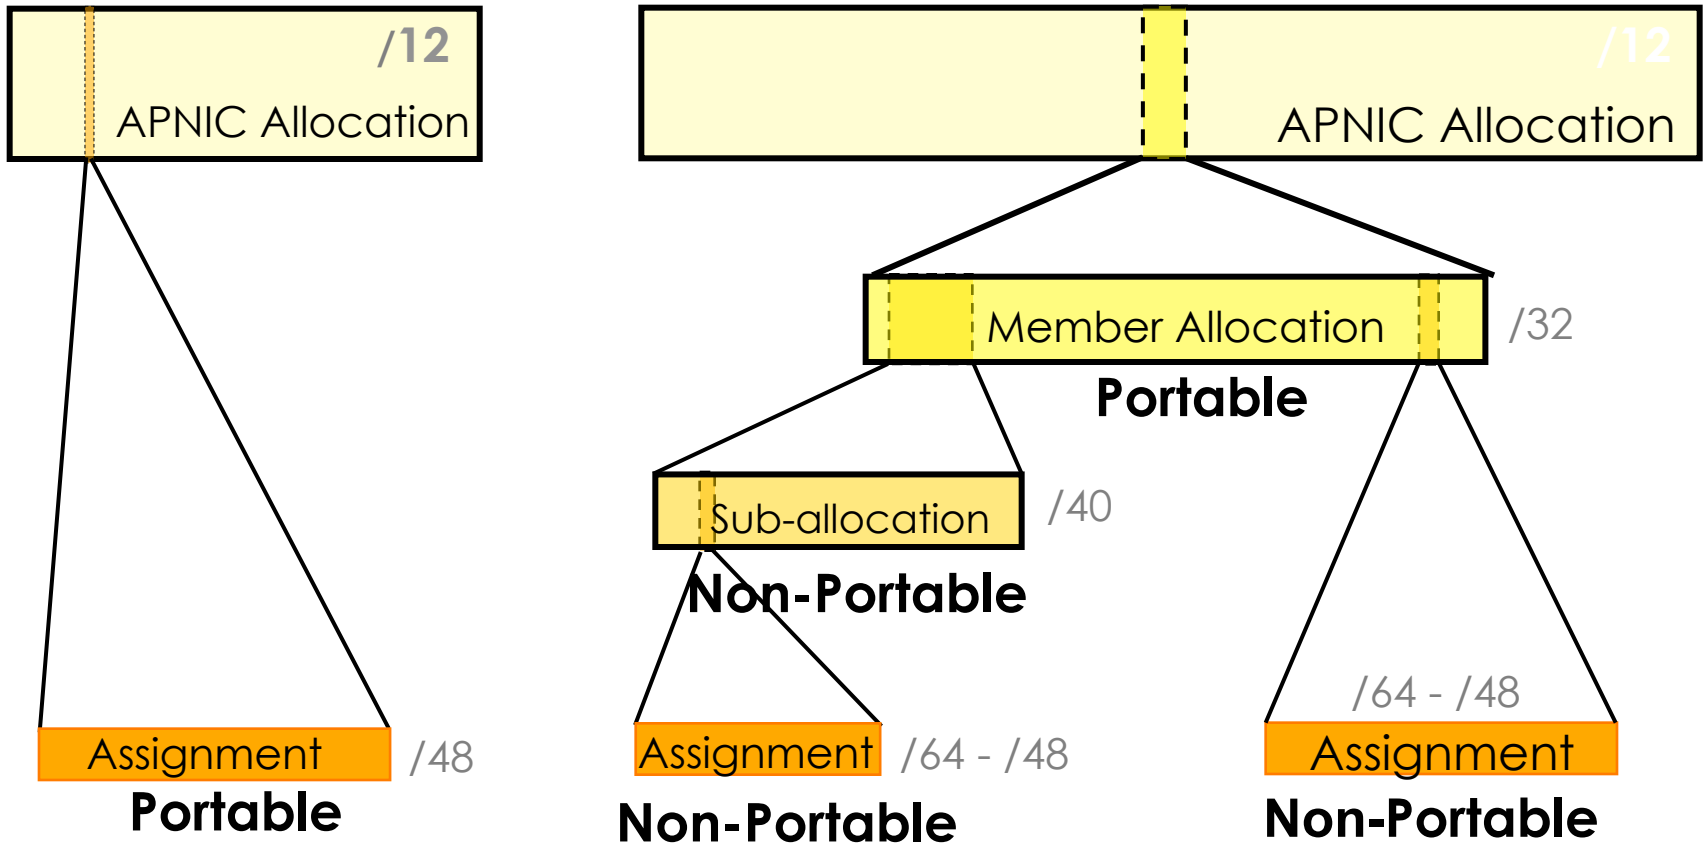 /12
APNIC Allocation
Assignment
/48
Portable
/12
APNIC Allocation
Member Allocation
/32
Portable
Sub-allocation
/40
Non-Portable
Assignment
/64 - /48
Non-Portable
/64 - /48
Assignment
Non-Portable